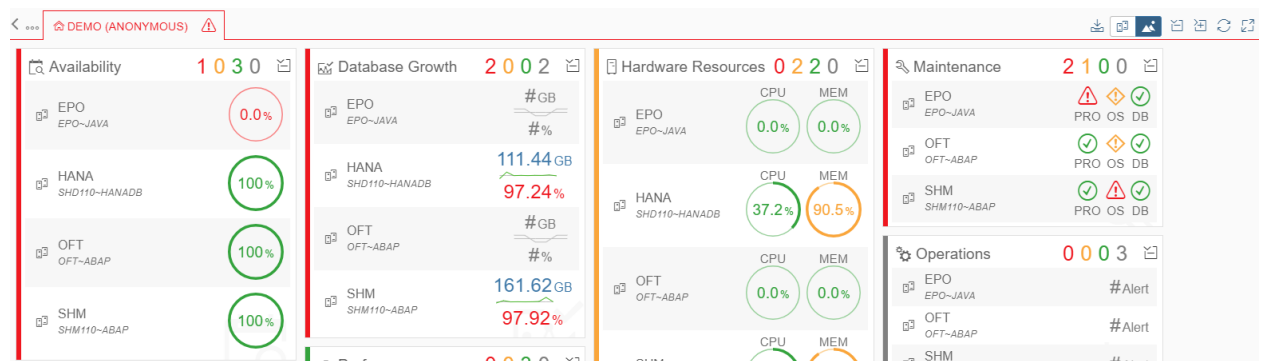 DEMO (ANONYMOUS)
Availability 1 0 3 0
EPO
EPO~JAVA
0.0%
HANA
SHD110~HANADB
100%
OFT
OFT~ABAP
100%
SHM
SHM110~ABAP
100%
Database Growth 2 0 0 2
EPO
EPO~JAVA
#GB
#%
HANA
SHD110~HANADB
111.44 GB
97.24%
OFT
OFT~ABAP
#GB
#%
SHM
SHM110~ABAP
161.62 GB
97.92%
Hardware Resources 0 2 2 0
CPU MEM
EPO
EPO~JAVA
0.0% 0.0%
CPU MEM
HANA
SHD110~HANADB
37.2% 90.5%
CPU MEM
OFT
OFT~ABAP
0.0% 0.0%
CPU MEM
Maintenance 2 1 0 0
EPO
EPO~JAVA
PRO OS DB
OFT
OFT~ABAP
PRO OS DB
SHM
SHM110~ABAP
PRO OS DB
Operations 0 0 0 3
EPO
EPO~JAVA
#Alert
OFT
OFT~ABAP
#Alert
SHM